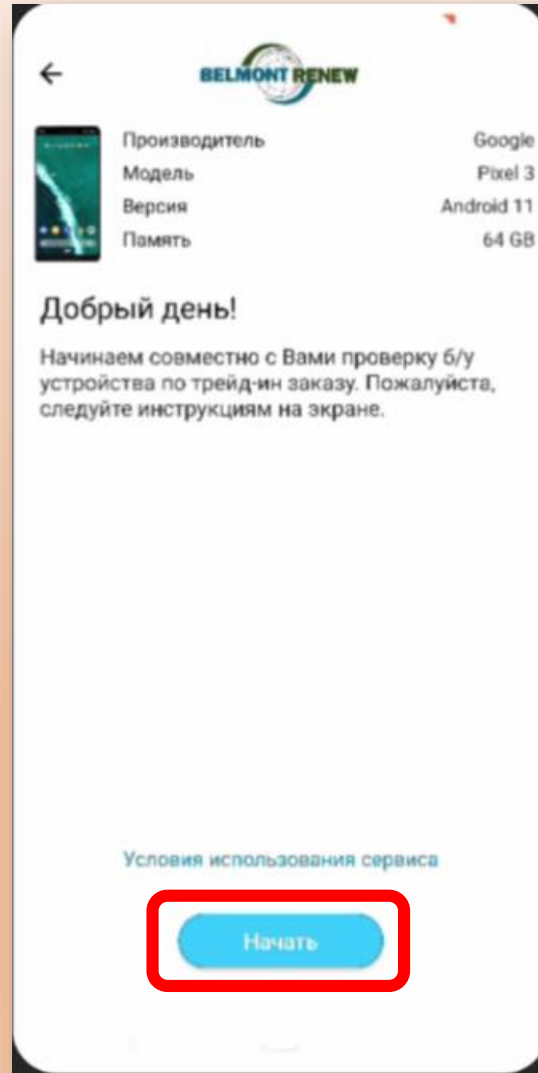 BELMONT RENEW
Производитель Google
Модель Pixel 3
Версия Android 11
Память 64 GB
Добрый день!
Начинаем совместно с Вами проверку б/у
устройства по трейд-ин заказу. Пожалуйста,
следуйте инструкциям на экране.
Условия использования сервиса
Начать